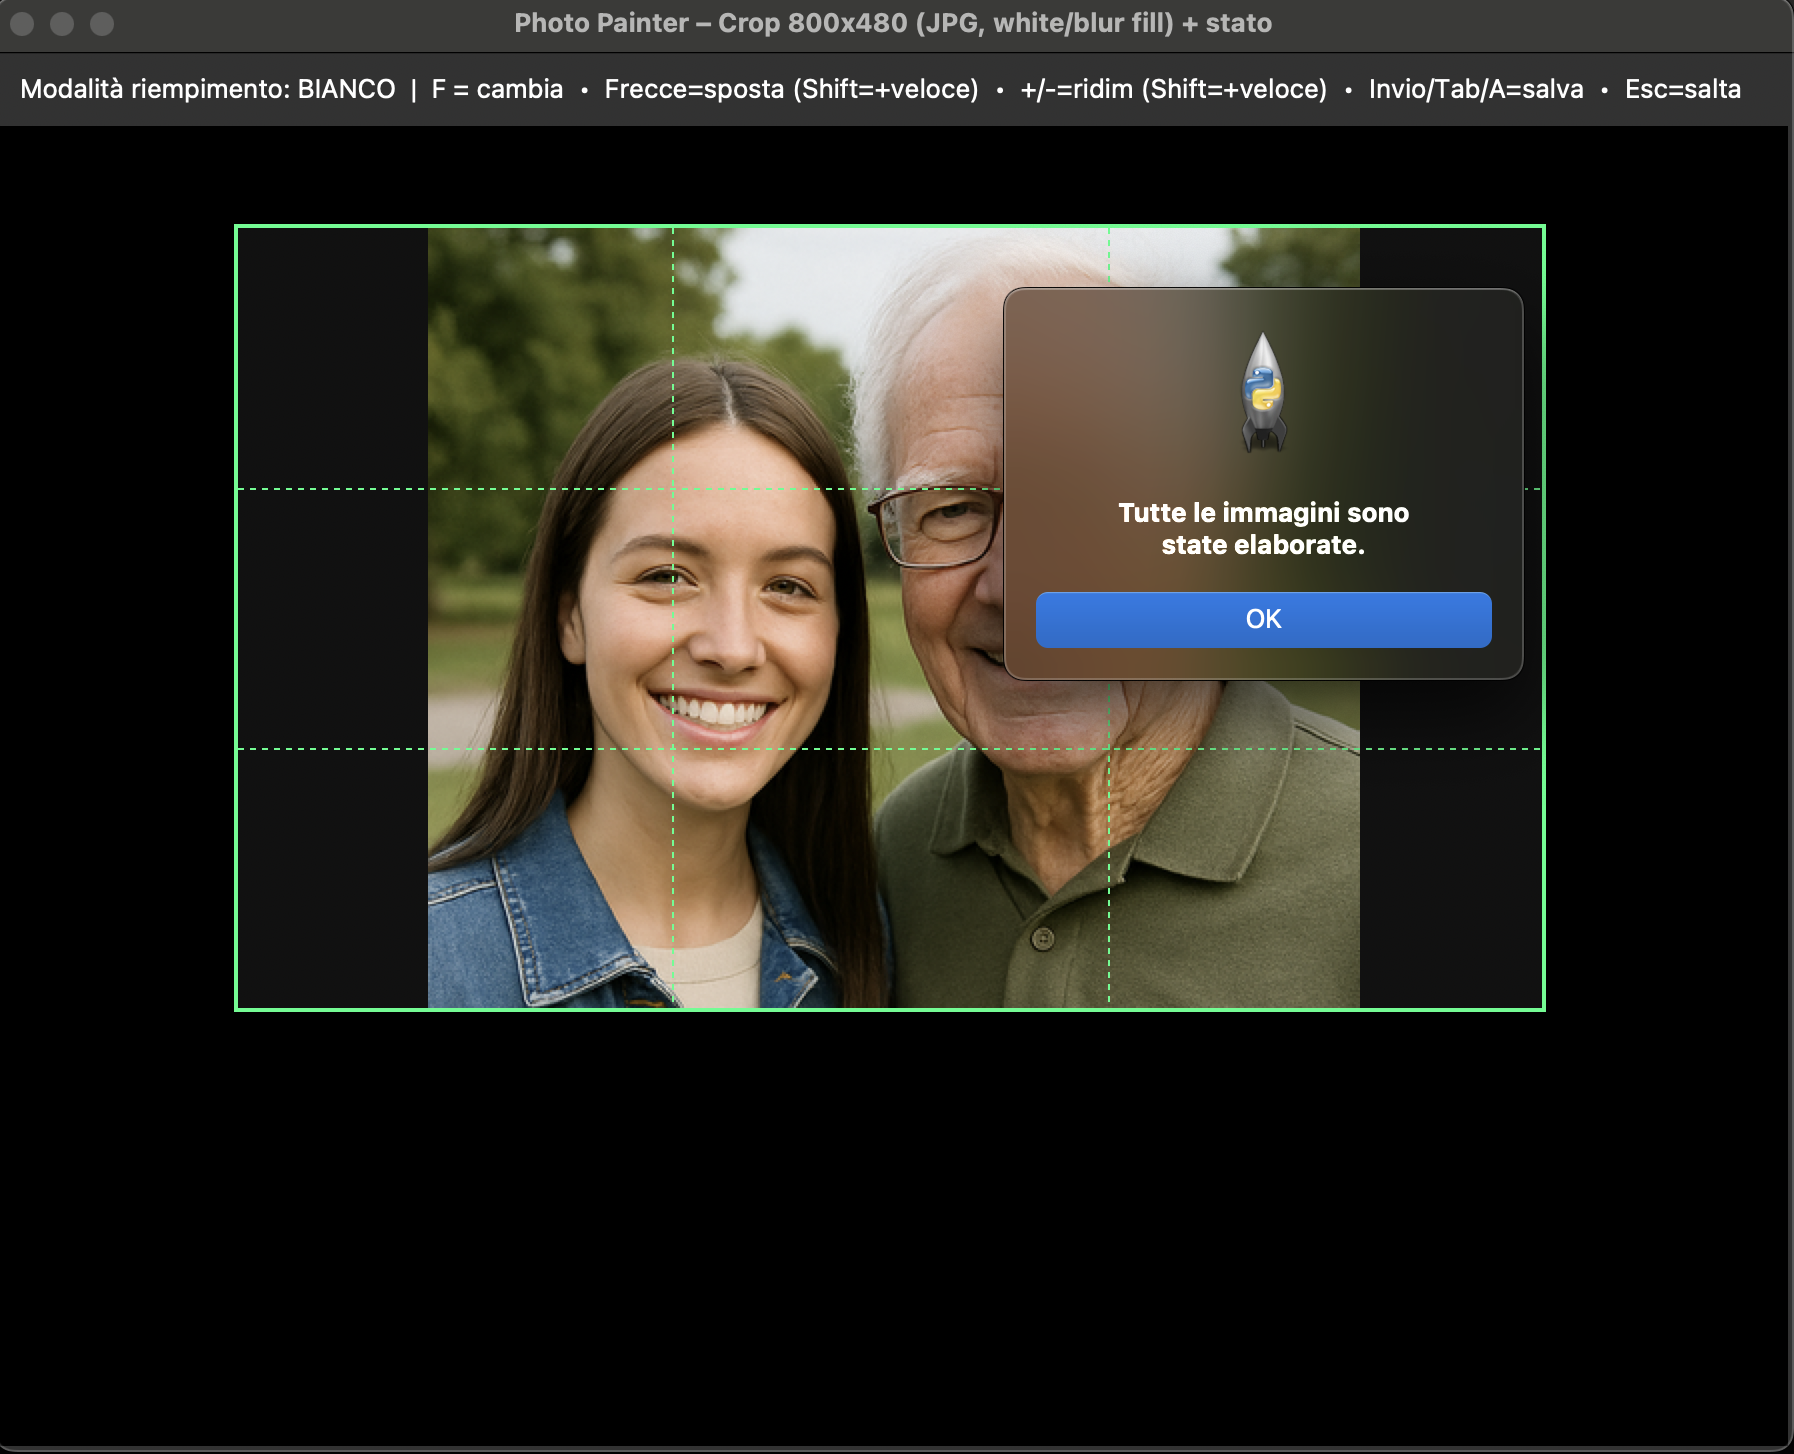 Photo Painter – Crop 800x480 (JPG, white/blur fill) + stato
Modalità riempimento: BIANCO | F = cambia • Frecce=sposta (Shift=+veloce) • +/-=ridim (Shift=+veloce) • Invio/Tab/A=salva • Esc=salta
Tutte le immagini sono
state elaborate.
OK